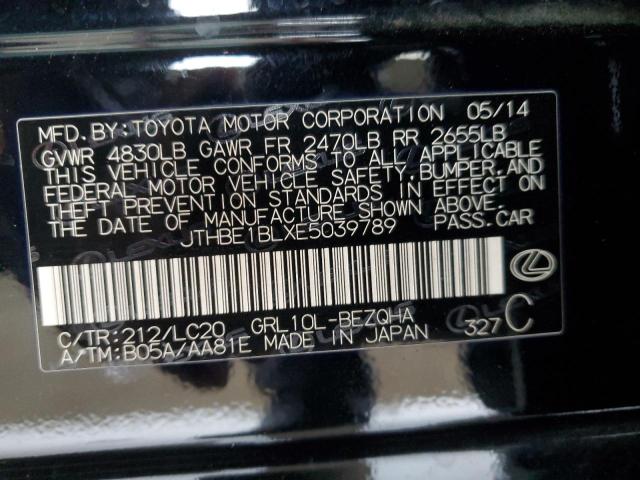 MFD. BY: TOYOTA MOTOR CORPORATION 05/14
GVWR 4830LB GAWR FR 2470LB RR 2655LB
THIS VEHICLE CONFORMS TO ALL APPLICABLE
FEDERAL MOTOR VEHICLE SAFETY, BUMPER, AND
THEFT PREVENTION STANDARDS IN EFFECT ON
THE DATE OF MANUFACTURE SHOWN ABOVE.
JTHBE1BLXE5039789 PASS. CAR
C/TR: 212/LC20 GRL10L-BEZQHA
A/TM: B05A/AA81E MADE IN JAPAN 327 C